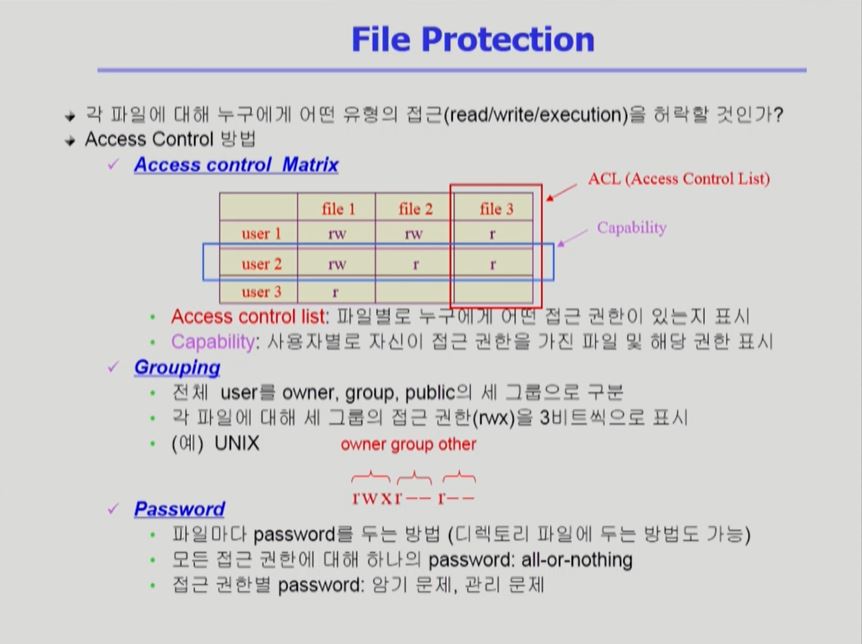 File Protection
각 파일에 대해 누구에게 어떤 유형의 접근(read/write/execution)을 허락할 것인가?
Access Control 방법
Access control Matrix
ACL (Access Control List)
file 1 file 2 file 3
Capability
user 1 rw rw r
user 2 rw r r
user 3 r
Access control list: 파일별로 누구에게 어떤 접근 권한이 있는지 표시
Capability: 사용자별로 자신이 접근 권한을 가진 파일 및 해당 권한 표시
Grouping
전체 user를 owner, group, public의 세 그룹으로 구분
각 파일에 대해 세 그룹의 접근 권한(rwx)을 3비트씩으로 표시
(예) UNIX owner group other
rwxr-- r--
Password
파일마다 password를 두는 방법 (디렉토리 파일에 두는 방법도 가능)
모든 접근 권한에 대해 하나의 password: all-or-nothing
접근 권한별 password: 암기 문제, 관리 문제